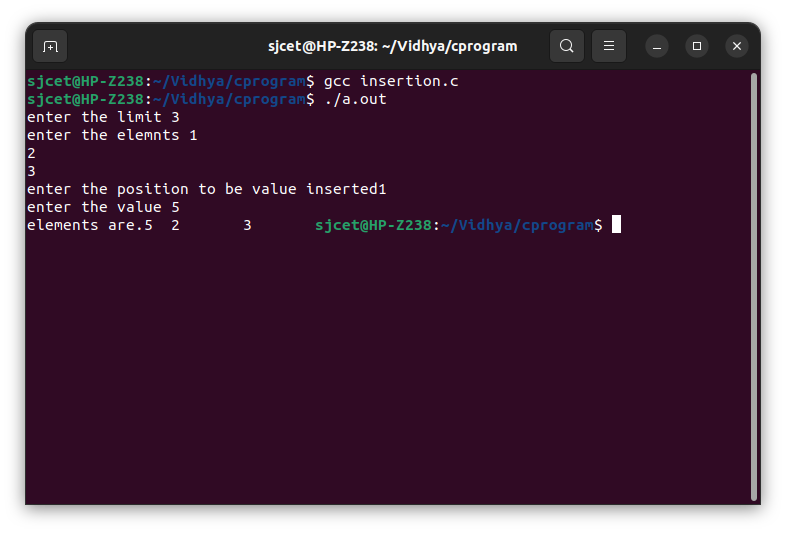 sjcet@HP-Z238: ~/Vidhya/cprogram
sjcet@HP-Z238:~/Vidhya/cprogram$ gcc insertion.c
sjcet@HP-Z238:~/Vidhya/cprogram$ ./a.out
enter the limit 3
enter the elemnts 1
2
3
enter the position to be value inserted1
enter the value 5
elements are.5  2       3       sjcet@HP-Z238:~/Vidhya/cprogram$